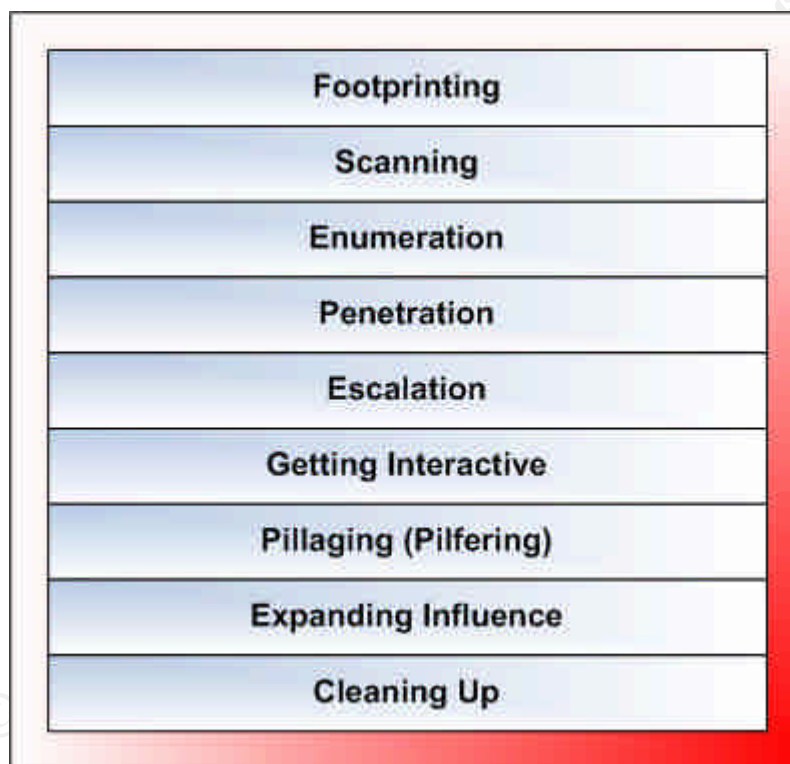 Footprinting
Scanning
Enumeration
Penetration
Escalation
Getting Interactive
Pillaging (Pilfering)
Expanding Influence
Cleaning Up